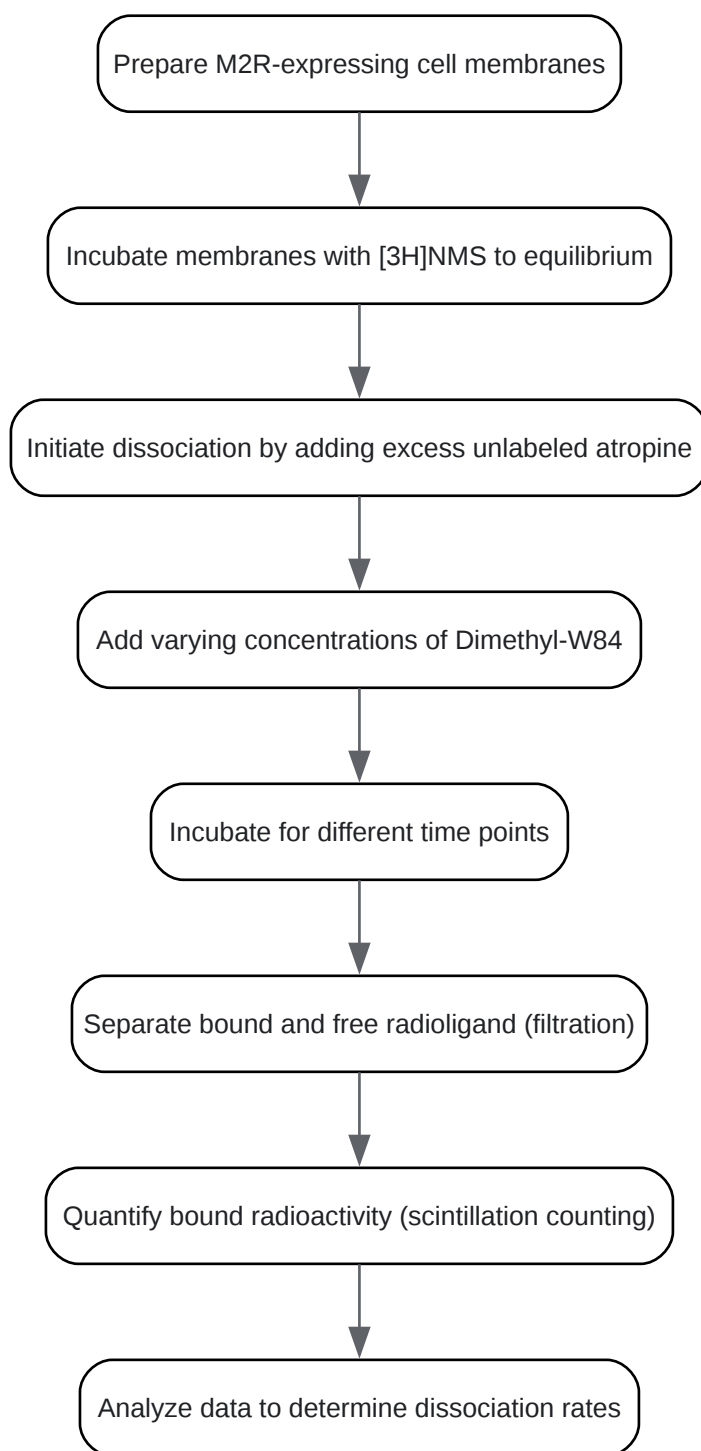 Prepare M2R-expressing cell membranes
Incubate membranes with [3H]NMS to equilibrium
Initiate dissociation by adding excess unlabeled atropine
Add varying concentrations of Dimethyl-W84
Incubate for different time points
Separate bound and free radioligand (filtration)
Quantify bound radioactivity (scintillation counting)
Analyze data to determine dissociation rates